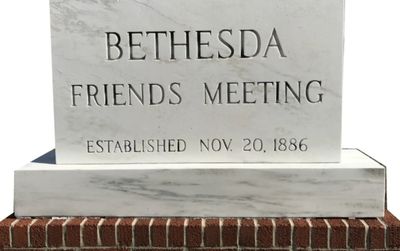 BETHESDA
FRIENDS MEETING
ESTABLISHED NOV. 20, 1886